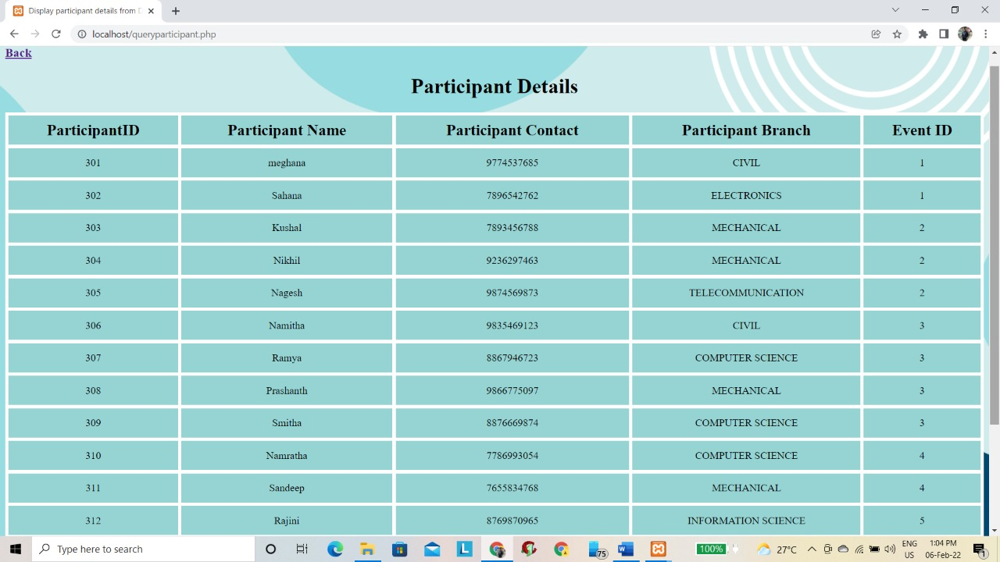 Display participant details from D
localhost/queryparticipant.php
Back
Participant Details
ParticipantID Participant Name Participant Contact Participant Branch Event ID
301 meghana 9774537685 CIVIL 1
302 Sahana 7896542762 ELECTRONICS 1
303 Kushal 7893456788 MECHANICAL 2
304 Nikhil 9236297463 MECHANICAL 2
305 Nagesh 9874569873 TELECOMMUNICATION 2
306 Namitha 9835469123 CIVIL 3
307 Ramya 8867946723 COMPUTER SCIENCE 3
308 Prashanth 9866775097 MECHANICAL 3
309 Smitha 8876669874 COMPUTER SCIENCE 3
310 Namratha 7786993054 COMPUTER SCIENCE 4
311 Sandeep 7655834768 MECHANICAL 4
312 Rajini 8769870965 INFORMATION SCIENCE 5
Type here to search L 75 W 100% 27°C ENG 1:04 PM
US 06-Feb-22 1